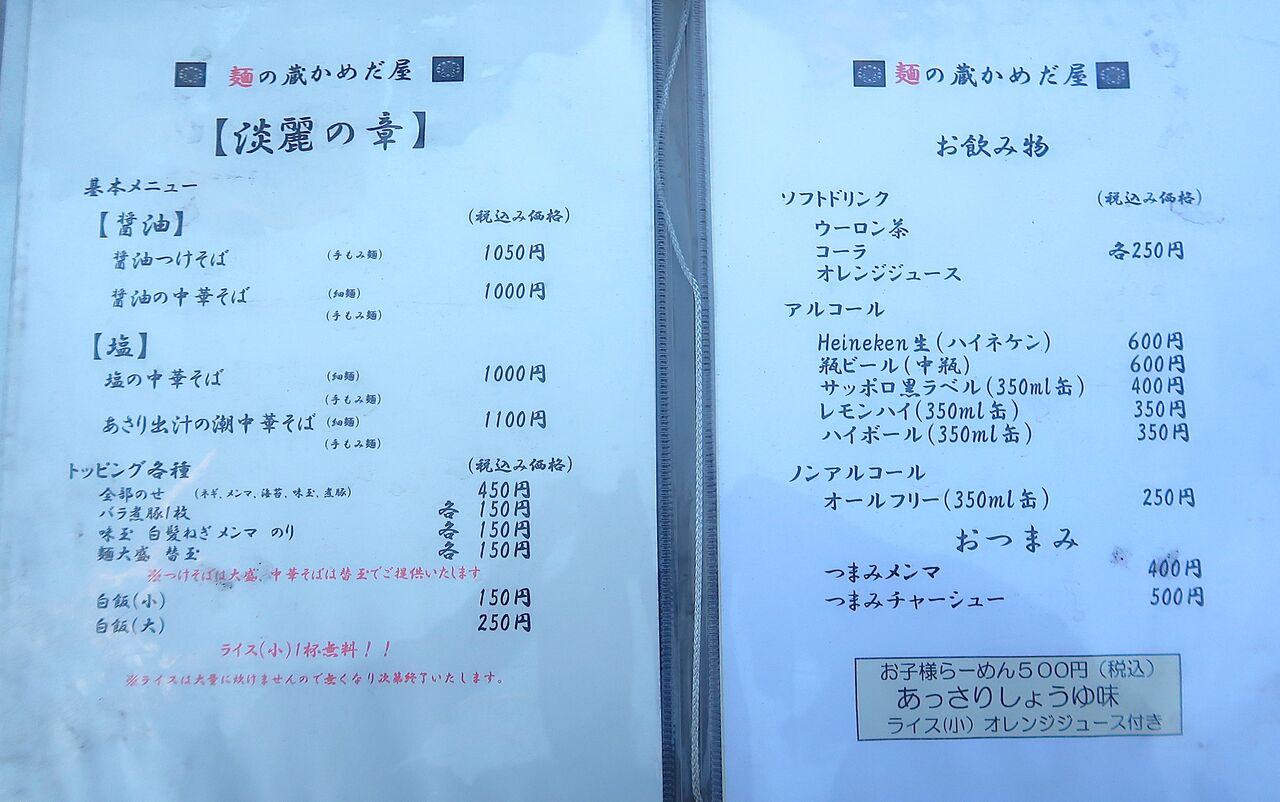 麺の蔵かめだ屋
【淡麗の章】
基本メニュー
【醤油】 (税込み価格)
醤油つけそば (手もみ麺) 1050円
醤油の中華そば (細麺) 1000円
(手もみ麺)
【塩】
塩の中華そば (細麺) 1000円
(手もみ麺)
あさり出汁の潮中華そば (細麺) 1100円
(手もみ麺)
トッピング各種 (税込み価格)
全部のせ (ネギ、メンマ、海苔、味玉、煮豚) 450円
バラ煮豚1枚 各 150円
味玉 白髪ねぎ メンマ のり 各 150円
麺大盛 替玉 各 150円
※つけそばは大盛、中華そばは替玉でご提供いたします
白飯(小) 150円
白飯(大) 250円
ライス(小)1杯無料！！
※ライスは大量に炊けませんので無くなり次第終了いたします。
麺の蔵かめだ屋
お飲み物
ソフトドリンク (税込み価格)
ウーロン茶
コーラ 各250円
オレンジジュース
アルコール
Heineken生(ハイネケン) 600円
瓶ビール(中瓶) 600円
サッポロ黒ラベル(350ml缶) 400円
レモンハイ(350ml缶) 350円
ハイボール(350ml缶) 350円
ノンアルコール
オールフリー(350ml缶) 250円
おつまみ
つまみメンマ 400円
つまみチャーシュー 500円
お子様らーめん５００円（税込）
あっさりしょうゆ味
ライス(小) オレンジジュース付き